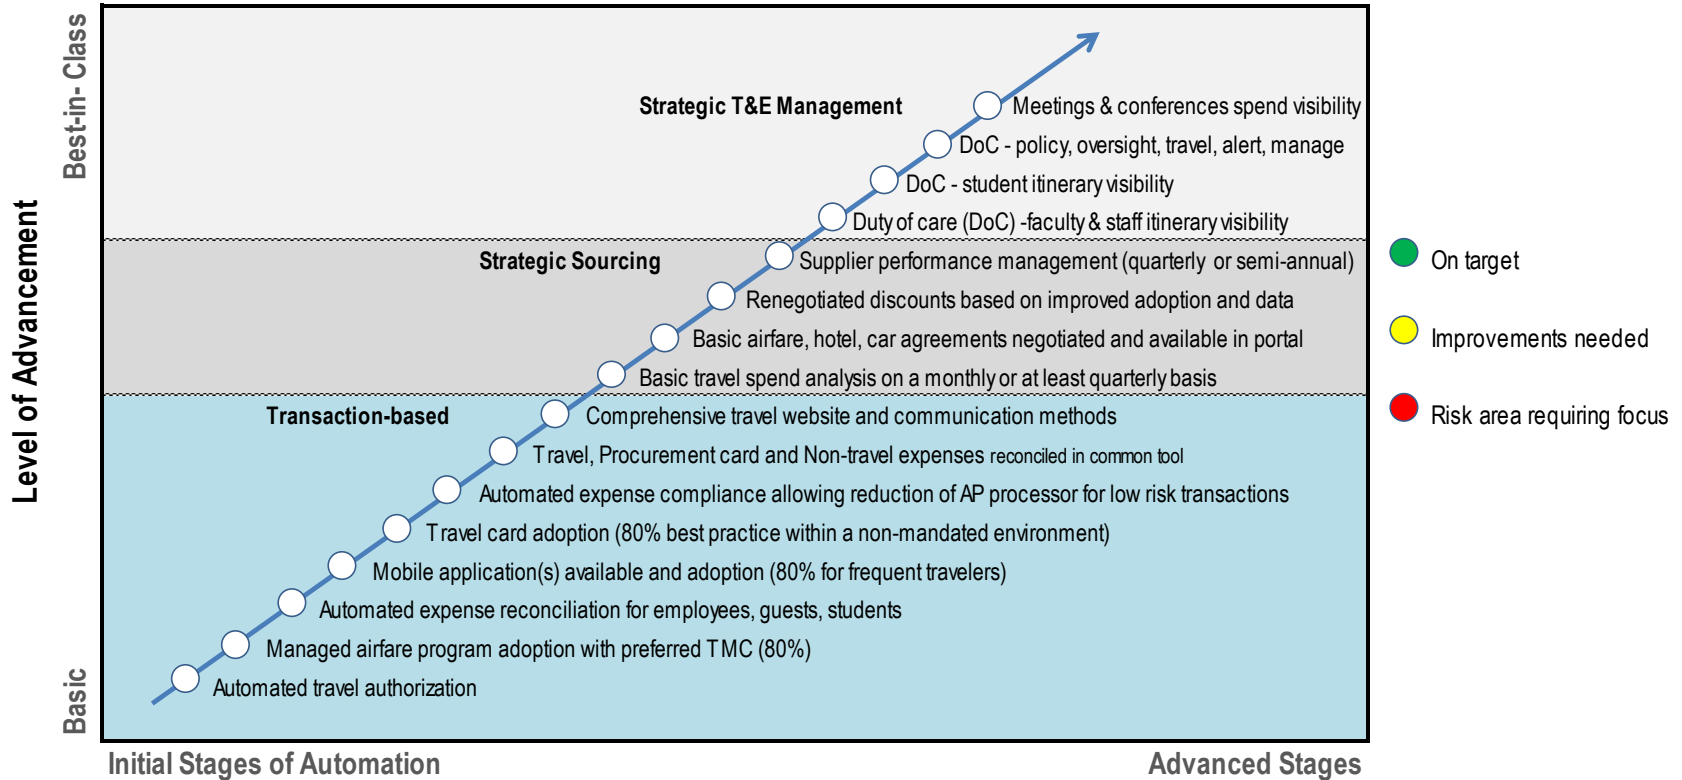 Best-in- Class
Level of Advancement
Basic
Strategic T&E Management
Meetings & conferences spend visibility
DoC - policy, oversight, travel, alert, manage
DoC - student itinerary visibility
Duty of care (DoC) -faculty & staff itinerary visibility
Strategic Sourcing
Supplier performance management (quarterly or semi-annual)
Renegotiated discounts based on improved adoption and data
Basic airfare, hotel, car agreements negotiated and available in portal
Basic travel spend analysis on a monthly or at least quarterly basis
Transaction-based
Comprehensive travel website and communication methods
Travel, Procurement card and Non-travel expenses reconciled in common tool
Automated expense compliance allowing reduction of AP processor for low risk transactions
Travel card adoption (80% best practice within a non-mandated environment)
Mobile application(s) available and adoption (80% for frequent travelers)
Automated expense reconciliation for employees, guests, students
Managed airfare program adoption with preferred TMC (80%)
Automated travel authorization
Initial Stages of Automation
Advanced Stages
On target
Improvements needed
Risk area requiring focus